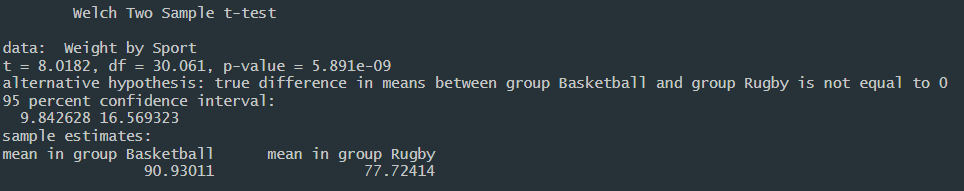 Welch Two Sample t-test
data:  Weight by Sport
t = 8.0182, df = 30.061, p-value = 5.891e-09
alternative hypothesis: true difference in means between group Basketball and group Rugby is not equal to 0
95 percent confidence interval:
9.842628 16.569323
sample estimates:
mean in group Basketball      mean in group Rugby
90.93011                 77.72414